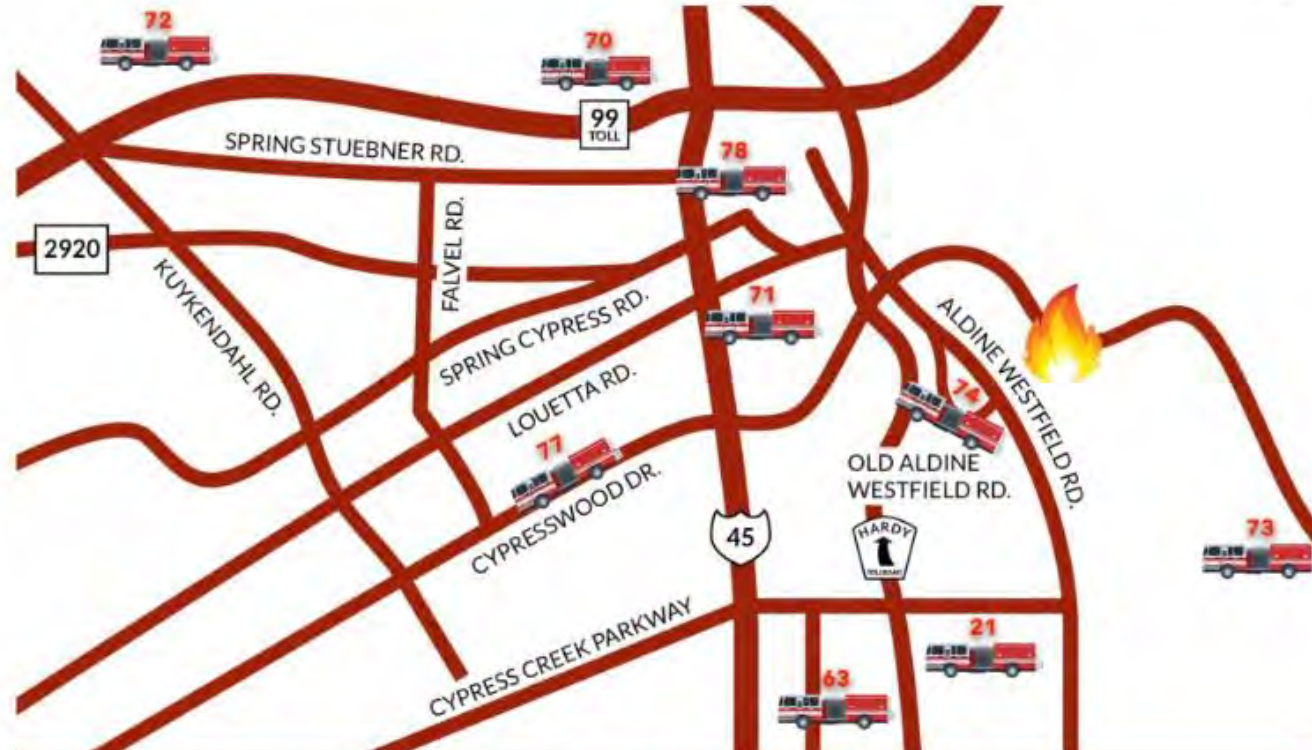 72
70
99
TOLL
SPRING STUEBNER RD.
78
2920
FALVEL RD.
KUYKENDAHL RD.
SPRING CYPRESS RD.
71
ALDINE WESTFIELD RD.
LOUETTA RD.
74
77
CYPRESSWOOD DR.
OLD ALDINE
WESTFIELD RD.
45
HARDY
73
CYPRESS CREEK PARKWAY
21
63